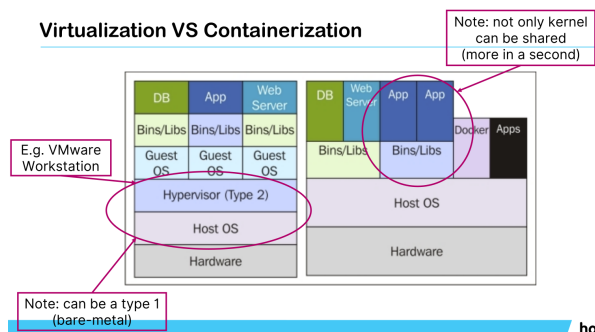 Virtualization VS Containerization
Note: not only kernel
can be shared
(more in a second)
E.g. VMware
Workstation
DB
App
Web
Server
Bins/Libs
Bins/Libs
Bins/Libs
Guest
OS
Guest
OS
Guest
OS
Hypervisor (Type 2)
Host OS
Hardware
DB
Web
Server
App
App
Bins/Libs
Bins/Libs
Docker
Apps
Host OS
Hardware
Note: can be a type 1
(bare-metal)